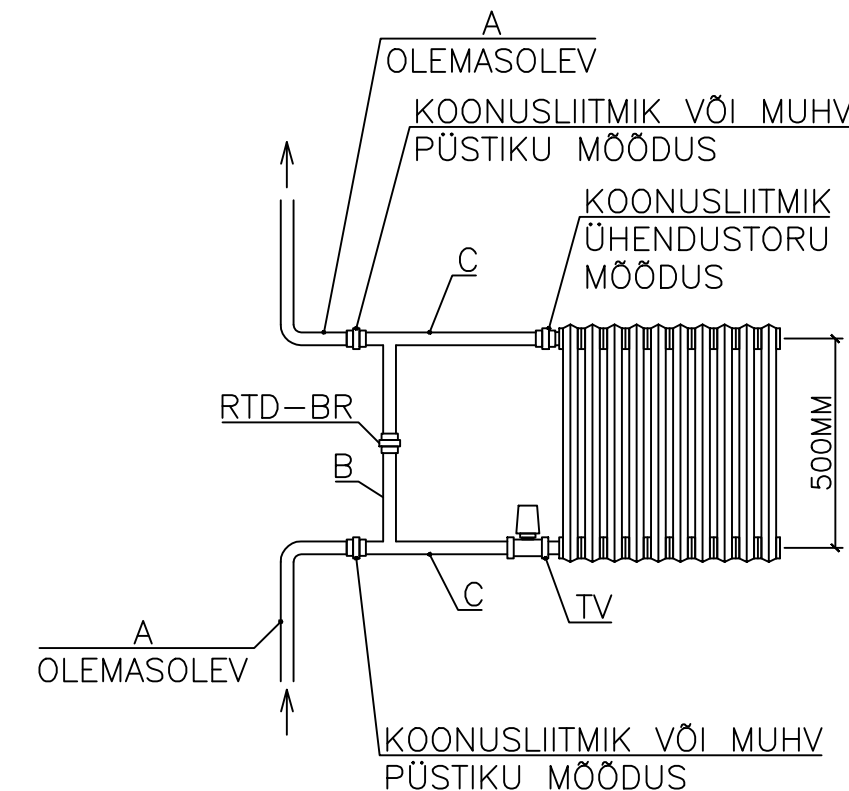 A
OLEMASOLEV
KOONUSLIITMIK VÕI MUHV
PÜSTIKU MÕÕDUS
KOONUSLIITMIK
ÜHENDUSTORU
MÕÕDUS
C
RTD-BR
500MM
B
C
TV
A
OLEMASOLEV
KOONUSLIITMIK VÕI MUHV
PÜSTIKU MÕÕDUS